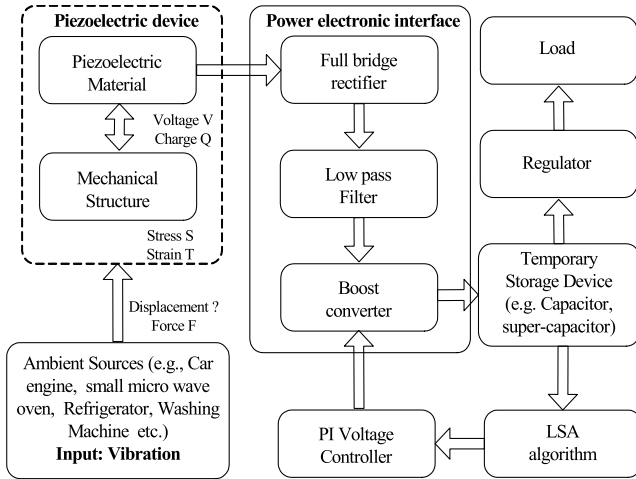 Piezoelectric device
Piezoelectric
Material
Voltage V
Charge Q
Mechanical
Structure
Stress S
Strain T
Displacement ?
Force F
Ambient Sources (e.g., Car
engine, small micro wave
oven, Refrigerator, Washing
Machine etc.)
Input: Vibration
Power electronic interface
Full bridge
rectifier
Low pass
Filter
Boost
converter
PI Voltage
Controller
Load
Regulator
Temporary
Storage Device
(e.g. Capacitor,
super-capacitor)
LSA
algorithm